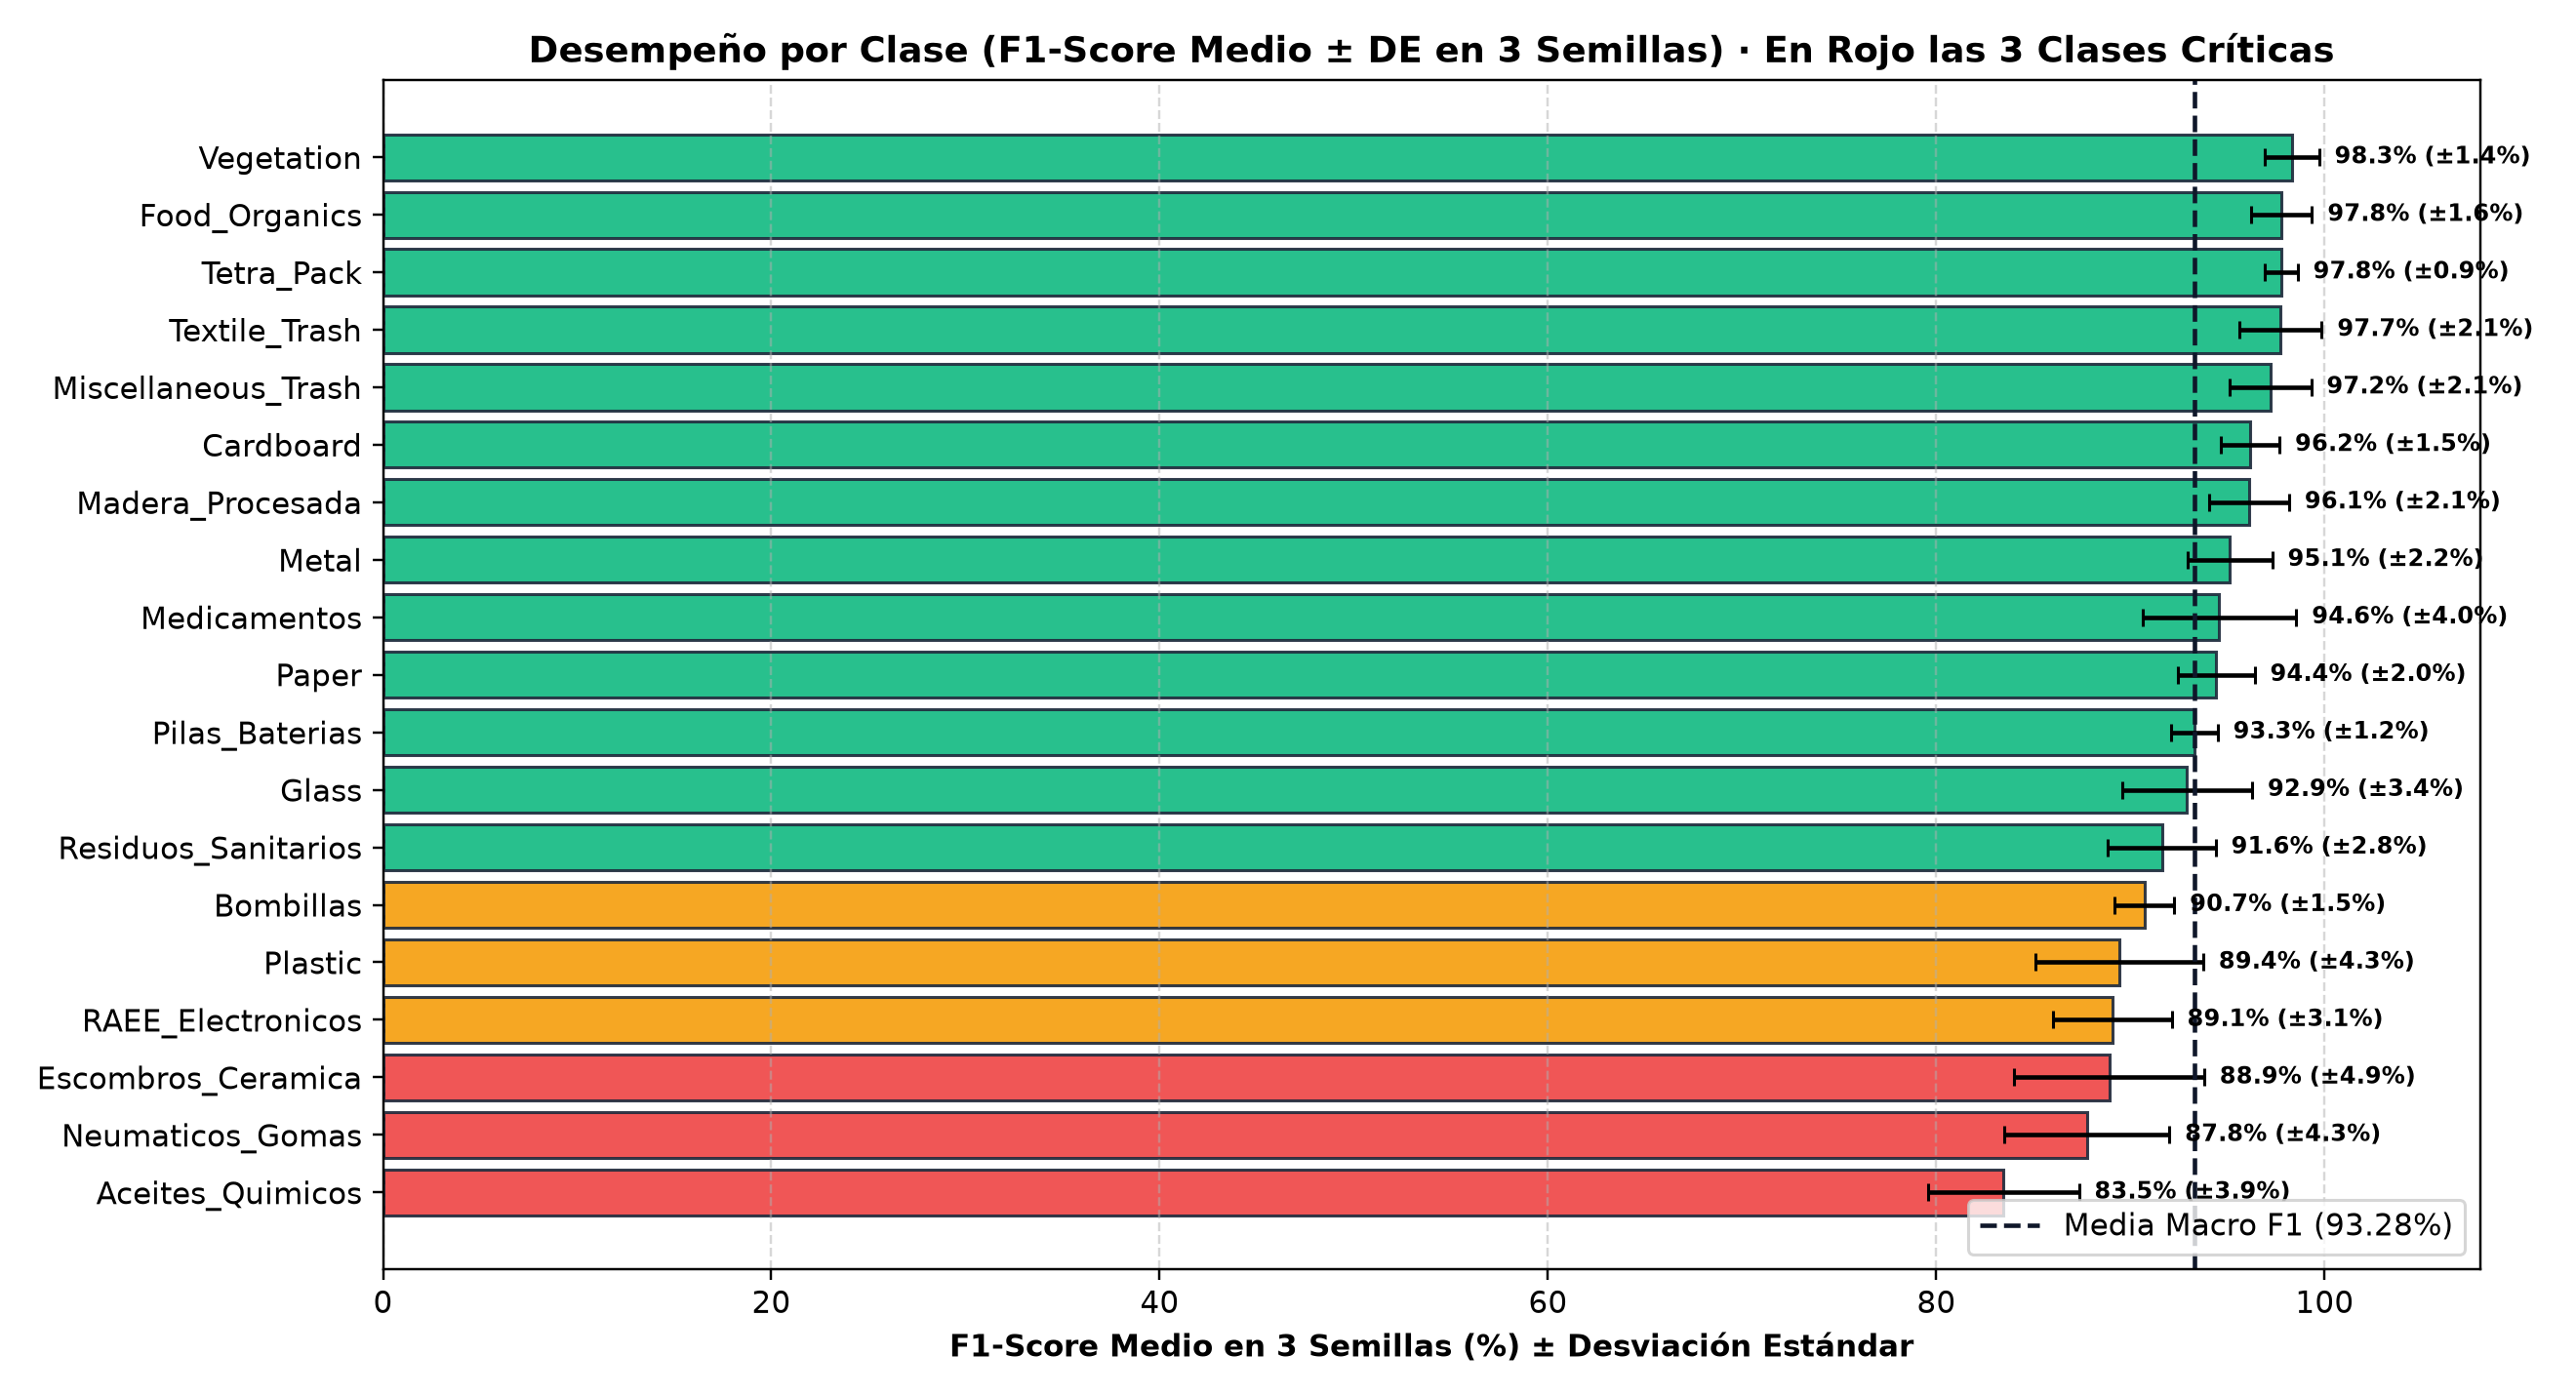 Desempeño por Clase (F1-Score Medio ± DE en 3 Semillas) · En Rojo las 3 Clases Críticas
Vegetation 98.3% (±1.4%)
Food_Organics 97.8% (±1.6%)
Tetra_Pack 97.8% (±0.9%)
Textile_Trash 97.7% (±2.1%)
Miscellaneous_Trash 97.2% (±2.1%)
Cardboard 96.2% (±1.5%)
Madera_Procesada 96.1% (±2.1%)
Metal 95.1% (±2.2%)
Medicamentos 94.6% (±4.0%)
Paper 94.4% (±2.0%)
Pilas_Baterias 93.3% (±1.2%)
Glass 92.9% (±3.4%)
Residuos_Sanitarios 91.6% (±2.8%)
Bombillas 90.7% (±1.5%)
Plastic 89.4% (±4.3%)
RAEE_Electronicos 89.1% (±3.1%)
Escombros_Ceramica 88.9% (±4.9%)
Neumaticos_Gomas 87.8% (±4.3%)
Aceites_Quimicos 83.5% (±3.9%)
Media Macro F1 (93.28%)
0 20 40 60 80 100
F1-Score Medio en 3 Semillas (%) ± Desviación Estándar